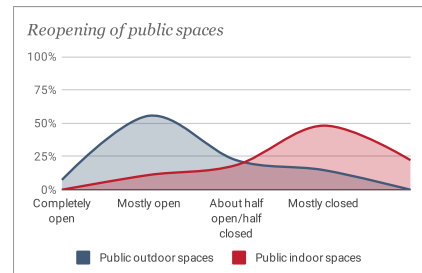 Reopening of public spaces
100%
75%
50%
25%
0%
Completely open
Mostly open
About half open/half closed
Mostly closed
Public outdoor spaces
Public indoor spaces